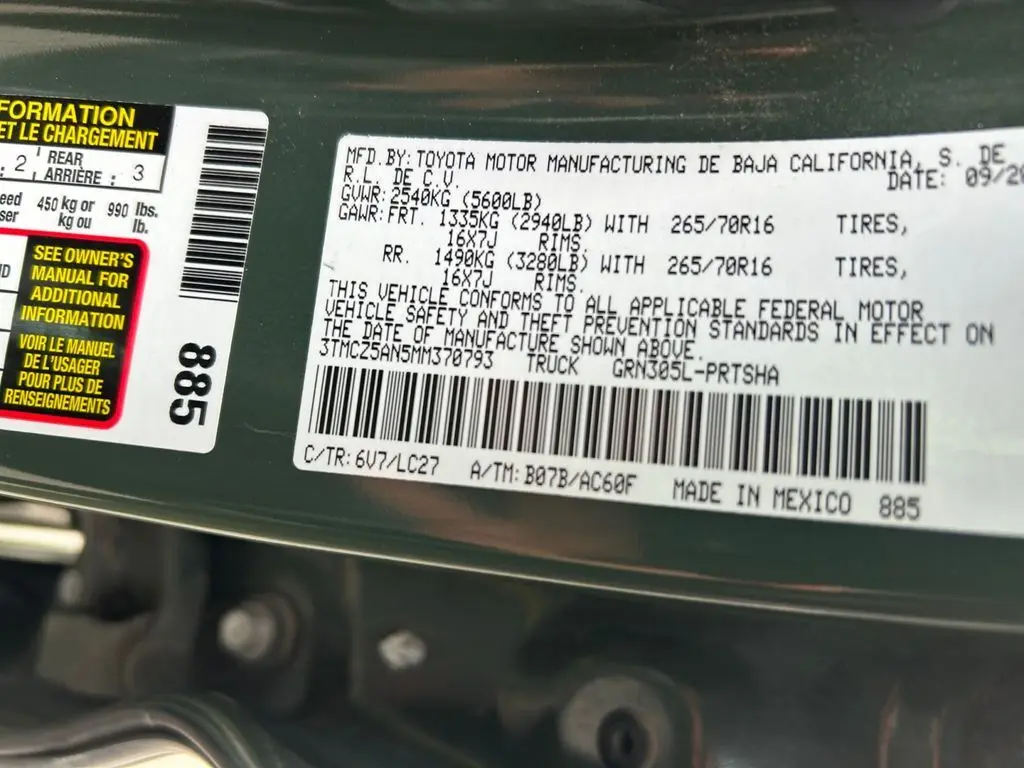 FORMATION
ET LE CHARGEMENT
: 2 REAR
ARRIÈRE : 3
eed 450 kg or 990 lbs.
ser kg ou lb.
ND
SEE OWNER'S
MANUAL FOR
ADDITIONAL
INFORMATION
VOIR LE MANUEL
DE L'USAGER
POUR PLUS DE
RENSEIGNEMENTS
885
MFD. BY: TOYOTA MOTOR MANUFACTURING DE BAJA CALIFORNIA, S. DE
R.L. DE C.V. DATE: 09/20
GVWR: 2540KG (5600LB)
GAWR: FRT. 1335KG (2940LB) WITH 265/70R16 TIRES,
16X7J RIMS.
RR. 1490KG (3280LB) WITH 265/70R16 TIRES,
16X7J RIMS.
THIS VEHICLE CONFORMS TO ALL APPLICABLE FEDERAL MOTOR
VEHICLE SAFETY AND THEFT PREVENTION STANDARDS IN EFFECT ON
THE DATE OF MANUFACTURE SHOWN ABOVE.
3TMCZ5AN5MM370793 TRUCK GRN305L-PRTSHA
C/TR: 6V7/LC27 A/TM: B07B/AC60F MADE IN MEXICO 885